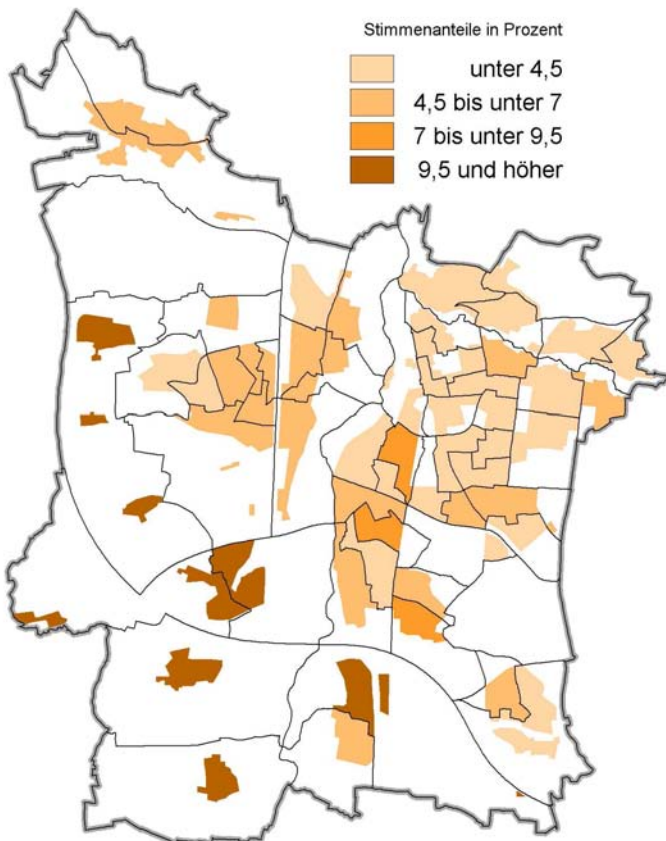 Stimmenanteile in Prozent
unter 4,5
4,5 bis unter 7
7 bis unter 9,5
9,5 und höher